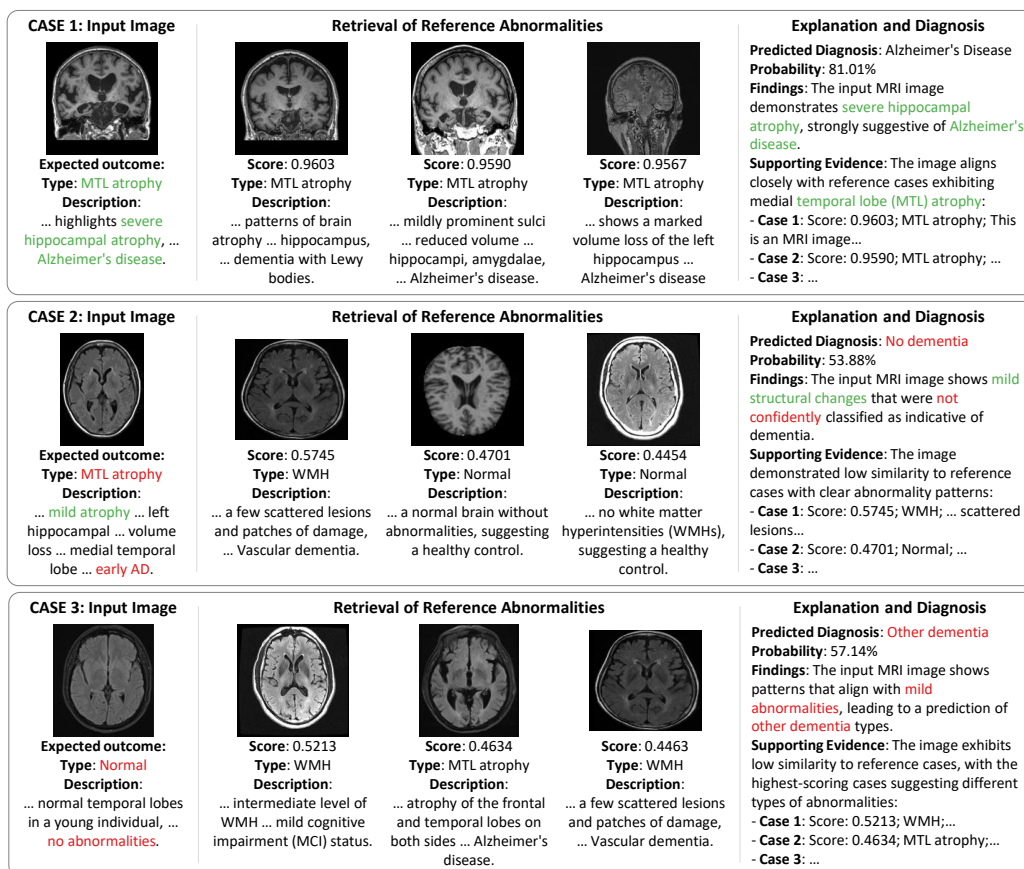 CASE 1: Input Image
Expected outcome:
Type: MTL atrophy
Description:
... highlights severe
hippocampal atrophy, ...
Alzheimer's disease.
Retrieval of Reference Abnormalities
Score: 0.9603
Type: MTL atrophy
Description:
... patterns of brain
atrophy ... hippocampus,
... dementia with Lewy
bodies.
Score: 0.9590
Type: MTL atrophy
Description:
... mildly prominent sulci
... reduced volume ...
hippocampi, amygdalae,
... Alzheimer's disease.
Score: 0.9567
Type: MTL atrophy
Description:
... shows a marked
volume loss of the left
hippocampus ...
Alzheimer's disease
Explanation and Diagnosis
Predicted Diagnosis: Alzheimer's Disease
Probability: 81.01%
Findings: The input MRI image
demonstrates severe hippocampal
atrophy, strongly suggestive of Alzheimer's
disease.
Supporting Evidence: The image aligns
closely with reference cases exhibiting
medial temporal lobe (MTL) atrophy:
- Case 1: Score: 0.9603; MTL atrophy; This
is an MRI image...
- Case 2: Score: 0.9590; MTL atrophy; ...
- Case 3: ...
CASE 2: Input Image
Expected outcome:
Type: MTL atrophy
Description:
... mild atrophy ... left
hippocampal ... volume
loss ... medial temporal
lobe ... early AD.
Retrieval of Reference Abnormalities
Score: 0.5745
Type: WMH
Description:
... a few scattered lesions
and patches of damage,
... Vascular dementia.
Score: 0.4701
Type: Normal
Description:
... a normal brain without
abnormalities, suggesting
a healthy control.
Score: 0.4454
Type: Normal
Description:
... no white matter
hyperintensities (WMHs),
suggesting a healthy
control.
Explanation and Diagnosis
Predicted Diagnosis: No dementia
Probability: 53.88%
Findings: The input MRI image shows mild
structural changes that were not
confidently classified as indicative of
dementia.
Supporting Evidence: The image
demonstrated low similarity to reference
cases with clear abnormality patterns:
- Case 1: Score: 0.5745; WMH; ... scattered
lesions...
- Case 2: Score: 0.4701; Normal; ...
- Case 3: ...
CASE 3: Input Image
Expected outcome:
Type: Normal
Description:
... normal temporal lobes
in a young individual, ...
no abnormalities.
Retrieval of Reference Abnormalities
Score: 0.5213
Type: WMH
Description:
... intermediate level of
WMH ... mild cognitive
impairment (MCI) status.
Score: 0.4634
Type: MTL atrophy
Description:
...atrophy of the frontal
and temporal lobes on
both sides ... Alzheimer's
disease.
Score: 0.4463
Type: WMH
Description:
... a few scattered lesions
and patches of damage,
... Vascular dementia.
Explanation and Diagnosis
Predicted Diagnosis: Other dementia
Probability: 57.14%
Findings: The input MRI image shows
patterns that align with mild
abnormalities, leading to a prediction of
other dementia types.
Supporting Evidence: The image exhibits
low similarity to reference cases, with the
highest-scoring cases suggesting different
types of abnormalities:
- Case 1: Score: 0.5213; WMH;...
- Case 2: Score: 0.4634; MTL atrophy;...
- Case 3: ...